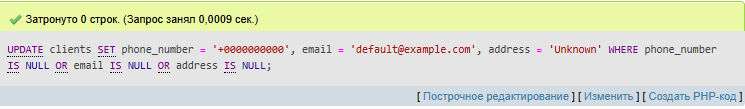 Затронуто 0 строк. (Запрос занял 0,0009 сек.)
UPDATE clients SET phone_number = '+0000000000', email = 'default@example.com', address = 'Unknown' WHERE phone_number
IS NULL OR email IS NULL OR address IS NULL;
[ Построчное редактирование ] [ Изменить ] [ Создать PHP-код ]